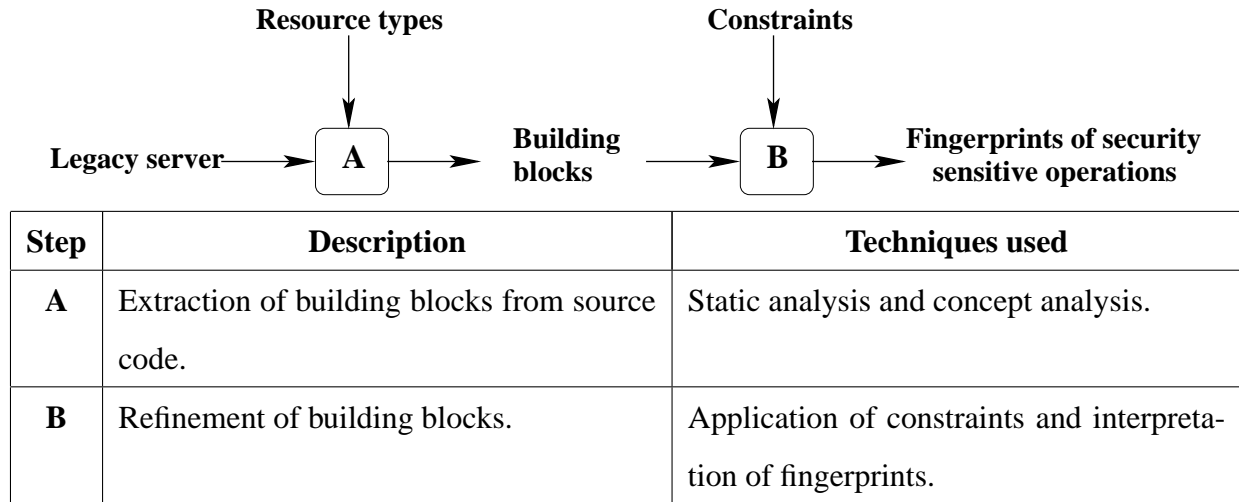 Resource types
Constraints
Legacy server
A
Building
blocks
B
Fingerprints of security
sensitive operations
Step
Description
Techniques used
A
Extraction of building blocks from source
code.
Static analysis and concept analysis.
B
Refinement of building blocks.
Application of constraints and interpreta-
tion of fingerprints.